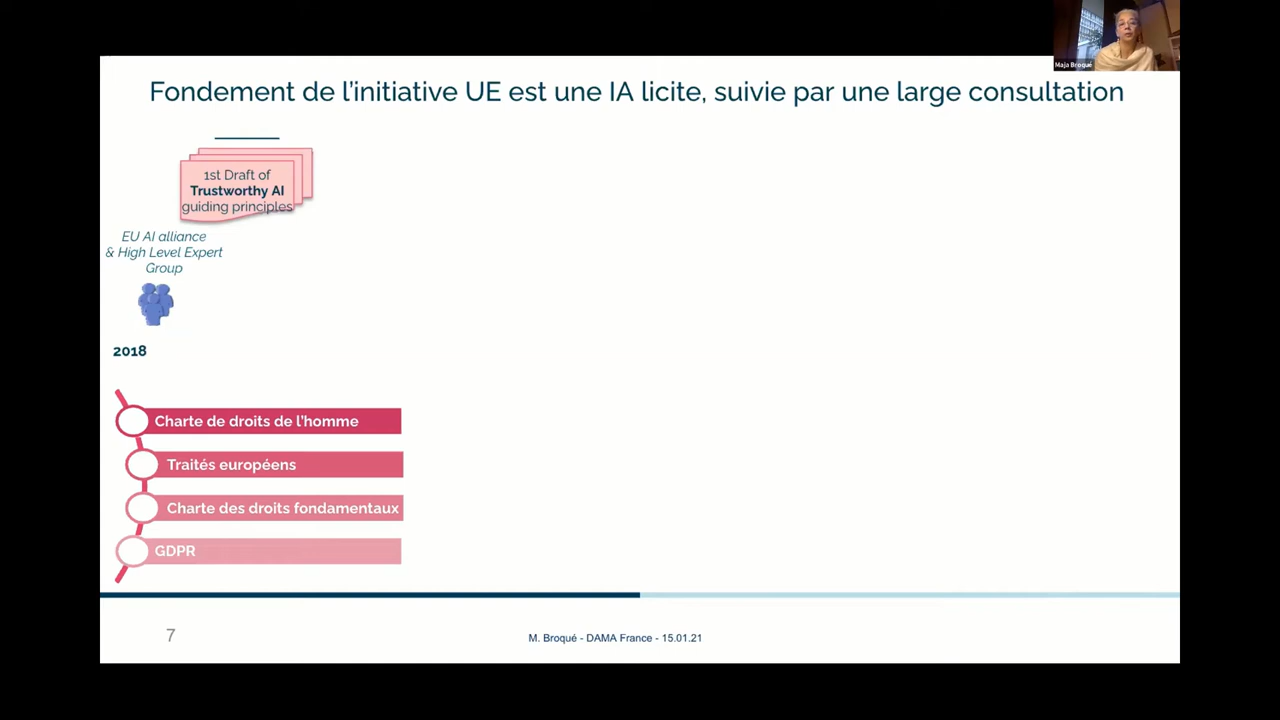 Maja Broqué
Fondement de l’initiative UE est une IA licite, suivie par une large consultation
1st Draft of
Trustworthy AI
guiding principles
EU AI alliance
& High Level Expert
Group
2018
Charte de droits de l’homme
Traités européens
Charte des droits fondamentaux
GDPR
7
M. Broqué - DAMA France - 15.01.21